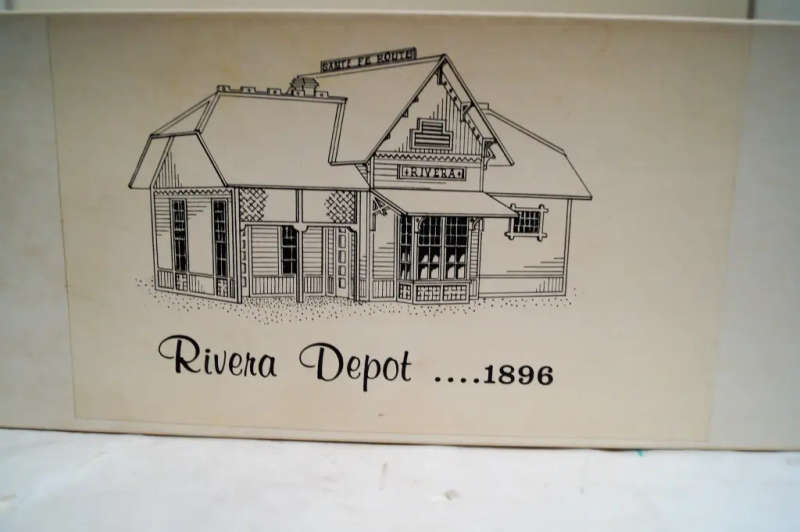 SANTA FE ROUTE
RIVERA
Rivera Depot ....1896